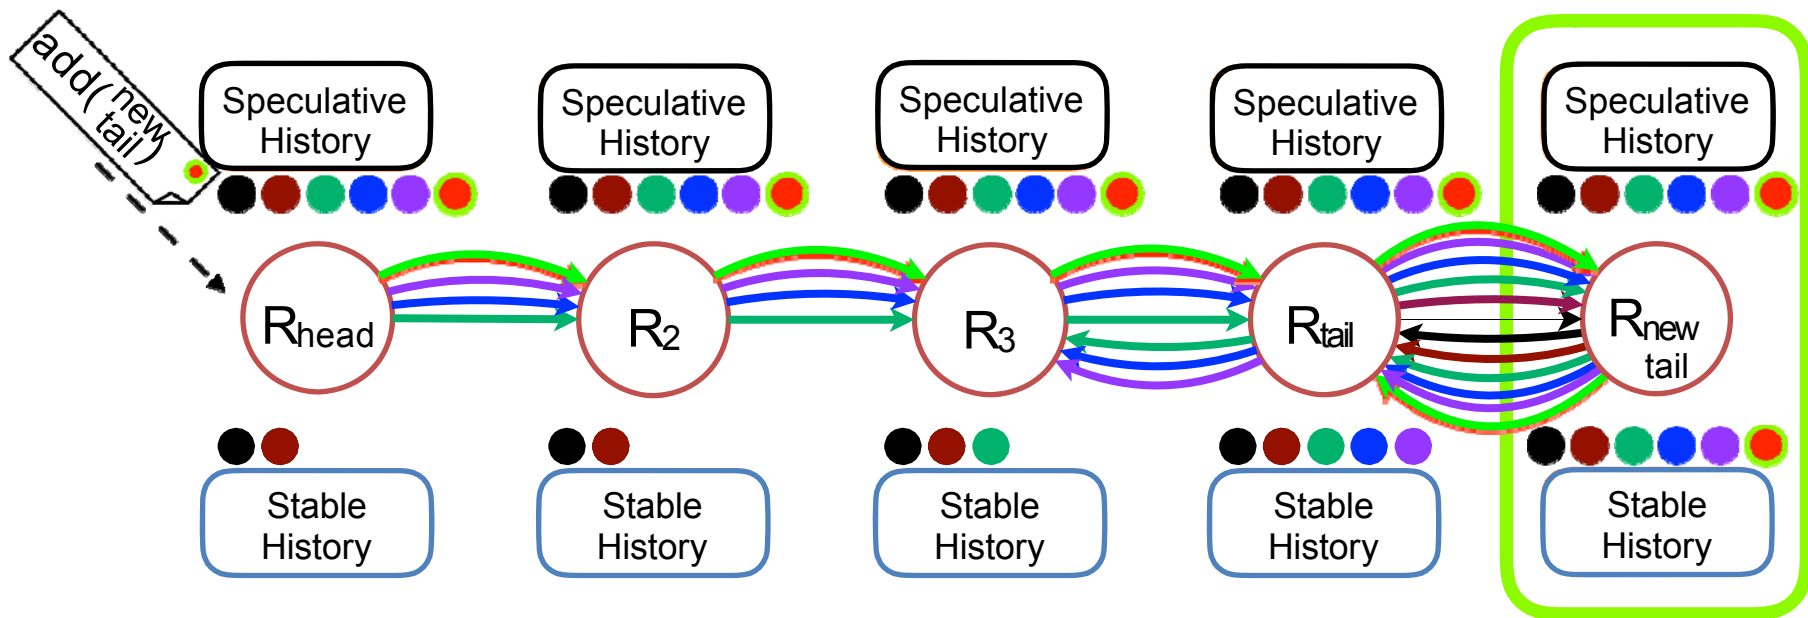 add(new
tail)
Speculative
History
Speculative
History
Speculative
History
Speculative
History
Speculative
History
Rhead
R2
R3
Rtail
Rnew
tail
Stable
History
Stable
History
Stable
History
Stable
History
Stable
History